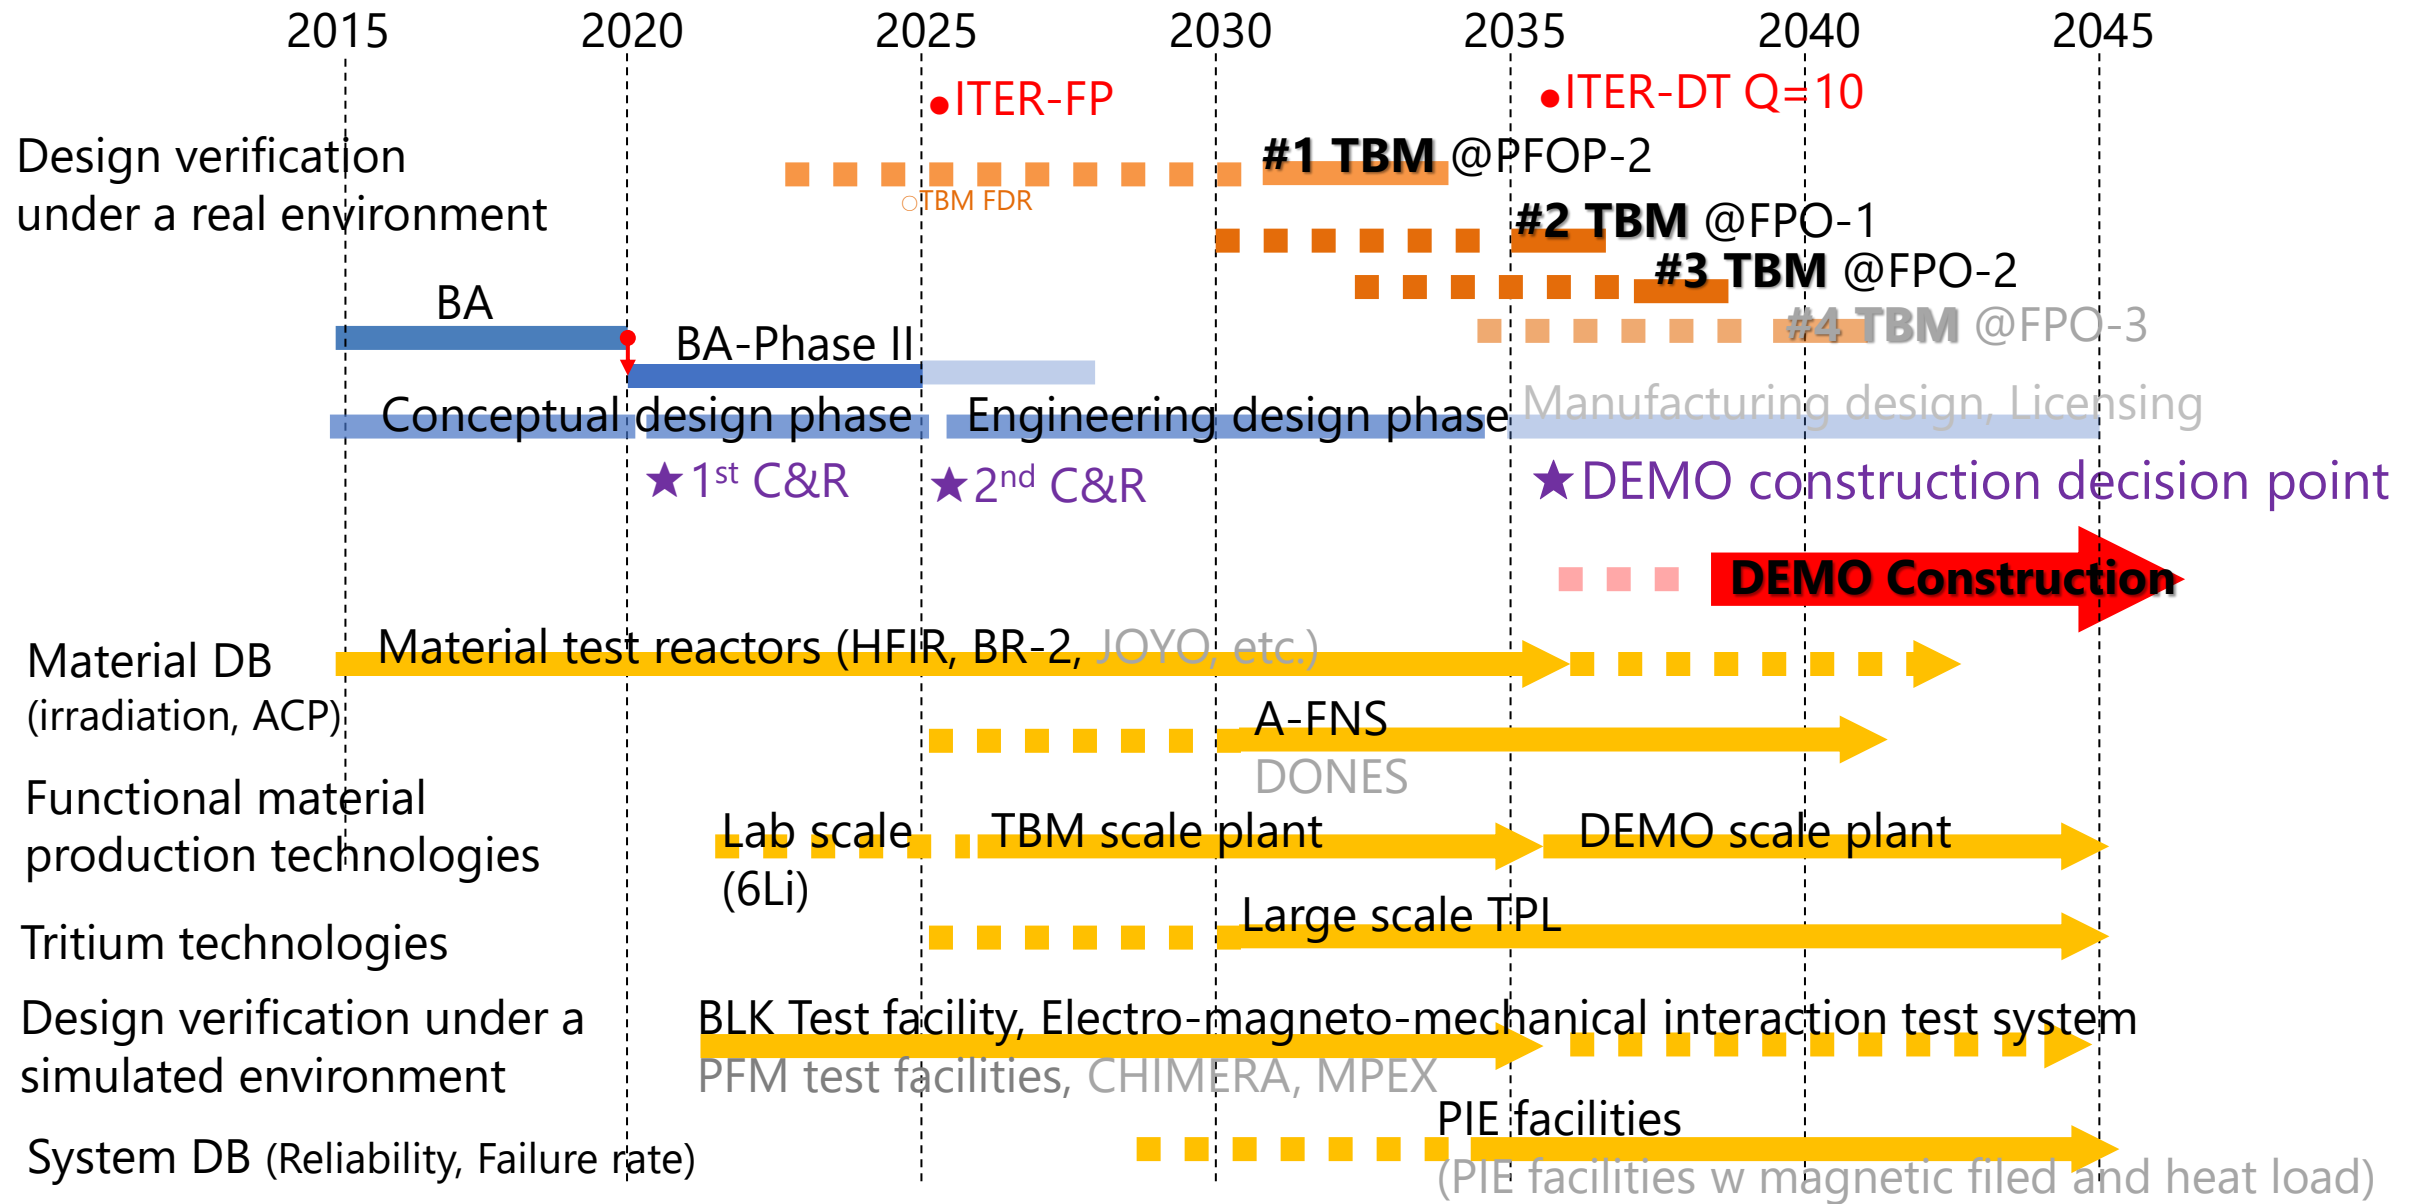 2015 2020 2025 2030 2035 2040 2045
●ITER-FP
●ITER-DT Q=10
Design verification
under a real environment
#1 TBM @PFOP-2
○TBM FDR
#2 TBM @FPO-1
#3 TBM @FPO-2
#4 TBM @FPO-3
BA
BA-Phase II
Conceptual design phase
Engineering design phase
Manufacturing design, Licensing
★1st C&R
★2nd C&R
★DEMO construction decision point
DEMO Construction
Material DB
(irradiation, ACP)
Material test reactors (HFIR, BR-2, JOYO, etc.)
A-FNS
DONES
Functional material
production technologies
Lab scale
(6Li)
TBM scale plant
DEMO scale plant
Tritium technologies
Large scale TPL
Design verification under a
simulated environment
BLK Test facility, Electro-magneto-mechanical interaction test system
PFM test facilities, CHIMERA, MPEX
System DB (Reliability, Failure rate)
PIE facilities
(PIE facilities w magnetic filed and heat load)